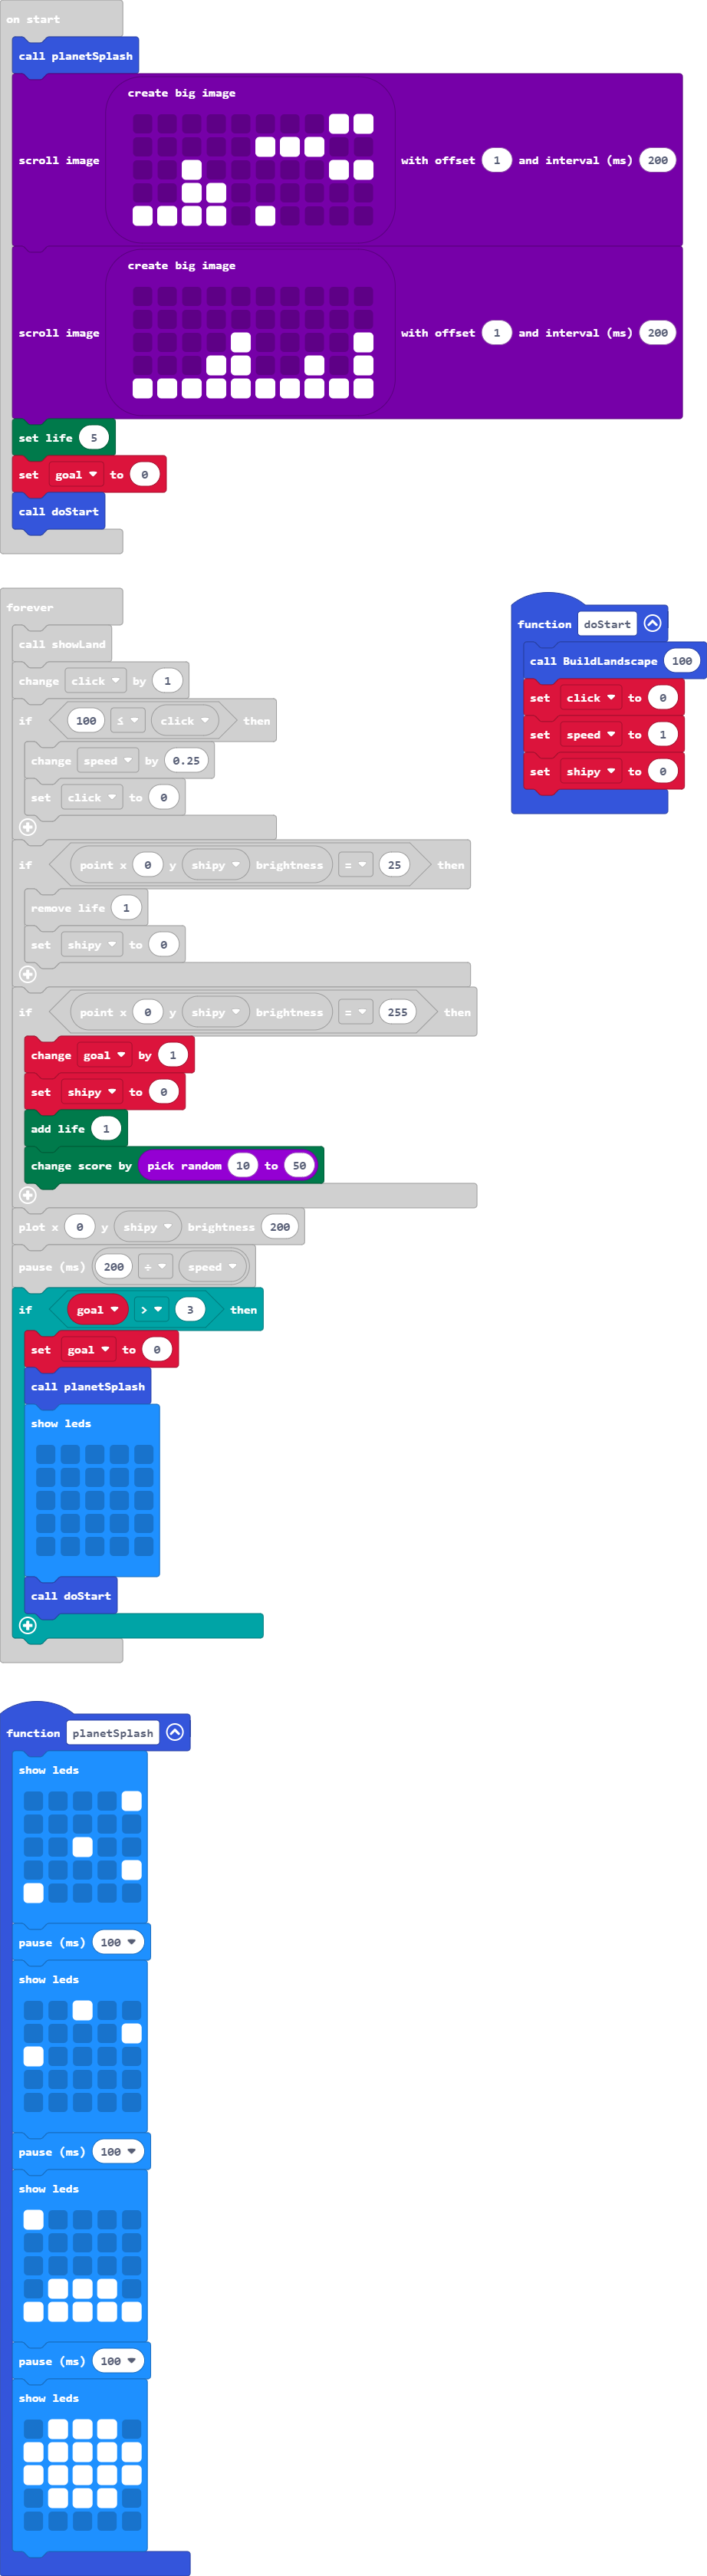 on start
call planetSplash
create big image
scroll image with offset 1 and interval (ms) 200
create big image
scroll image with offset 1 and interval (ms) 200
set life 5
set goal to 0
call doStart
forever
call showLand
change click by 1
if 100 ≤ click then
change speed by 0.25
set click to 0
if point x 0 y shipy brightness = 25 then
remove life 1
set shipy to 0
if point x 0 y shipy brightness = 255 then
change goal by 1
set shipy to 0
add life 1
change score by pick random 10 to 50
plot x 0 y shipy brightness 200
pause (ms) 200 ÷ speed
if goal > 3 then
set goal to 0
call planetSplash
show leds
call doStart
function doStart
call BuildLandscape 100
set click to 0
set speed to 1
set shipy to 0
function planetSplash
show leds
pause (ms) 100
show leds
pause (ms) 100
show leds
pause (ms) 100
show leds